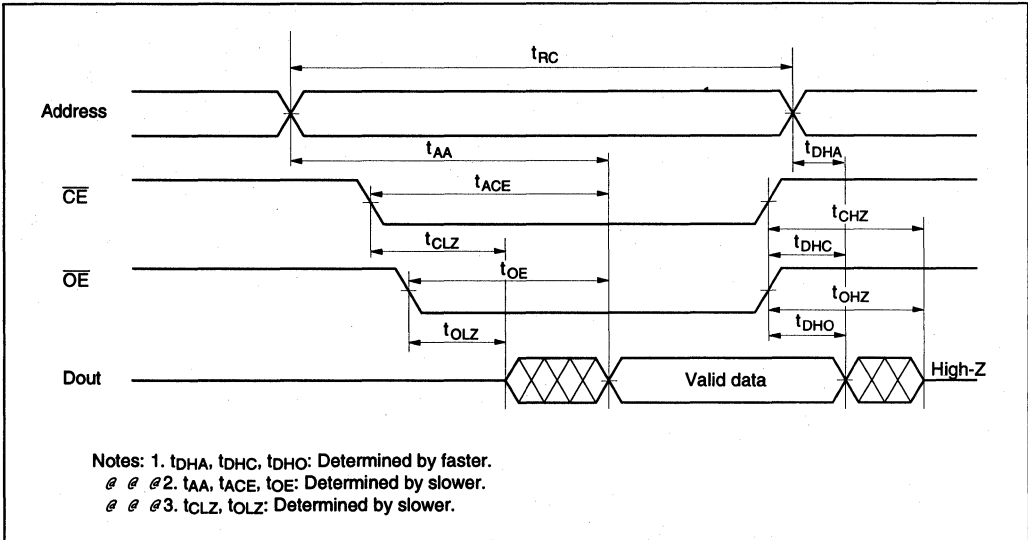 tRC
Address
tAA
tDHA
CE
tACE
tCHZ
tCLZ
tDHC
OE
tOE
tOHZ
tOLZ
tDHO
Dout
Valid data
High-Z
Notes: 1. tDHA, tDHC, tDHO: Determined by faster.
@ @ @2. tAA, tACE, tOE: Determined by slower.
@ @ @3. tCLZ, tOLZ: Determined by slower.